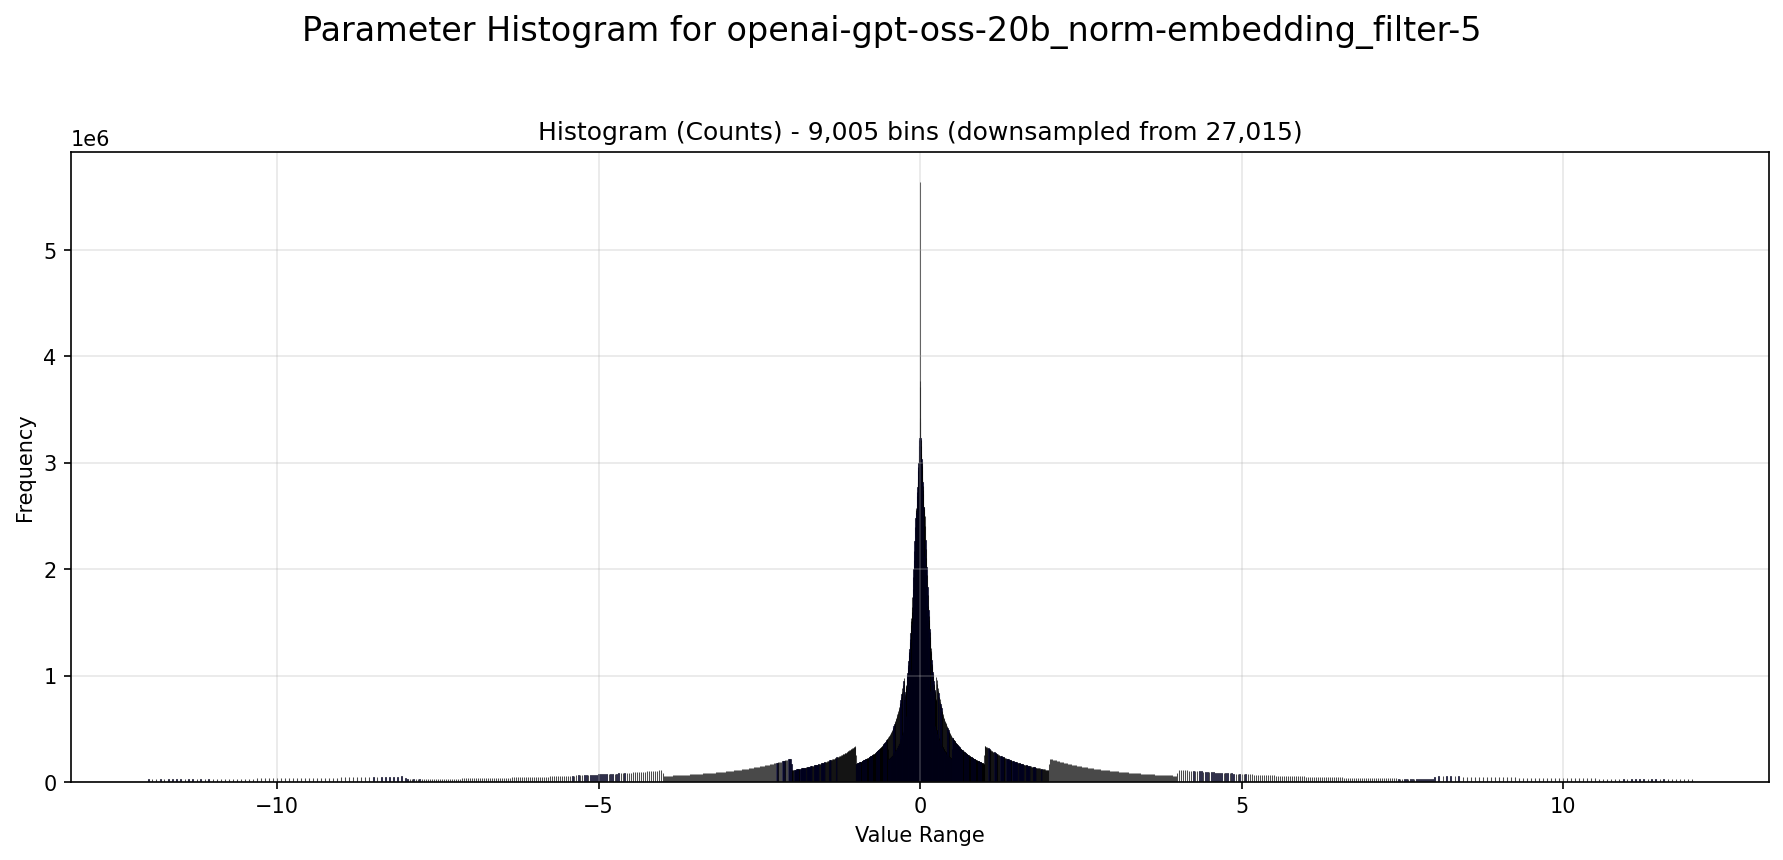 Parameter Histogram for openai-gpt-oss-20b_norm-embedding_filter-5
Histogram (Counts) - 9,005 bins (downsampled from 27,015)
1e6
5
4
3
2
1
0
Frequency
−10
−5
0
5
10
Value Range